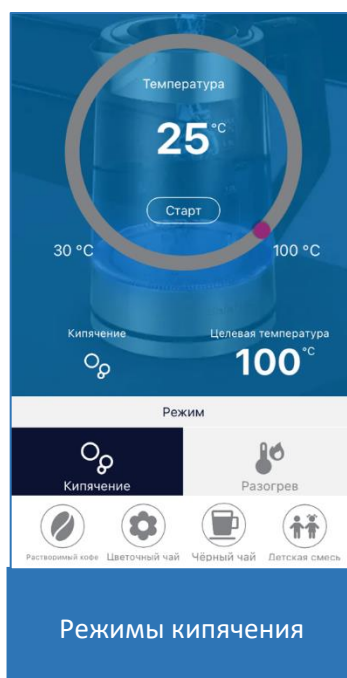 Температура
25°C
Старт
30 °C
100 °C
Кипячение
Целевая температура
100°C
Режим
Кипячение
Разогрев
Растворимый кофе
Цветочный чай
Чёрный чай
Детская смесь
Режимы кипячения